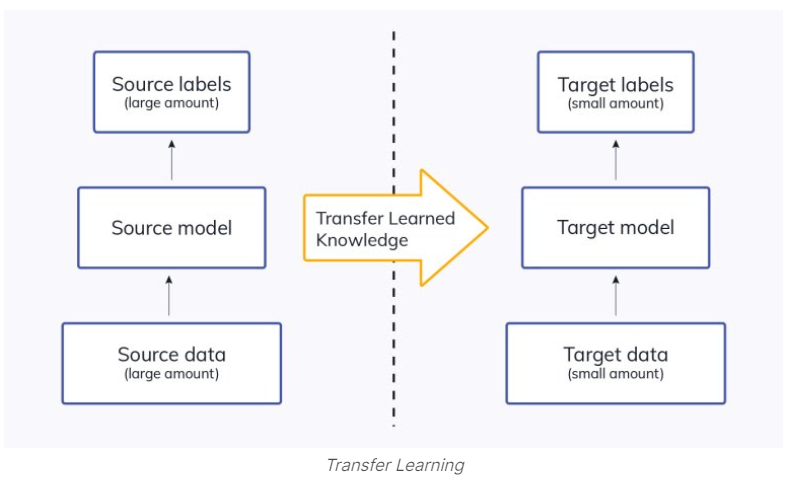 Source labels
(large amount)
Source model
Source data
(large amount)
Transfer Learned
Knowledge
Target labels
(small amount)
Target model
Target data
(small amount)
Transfer Learning